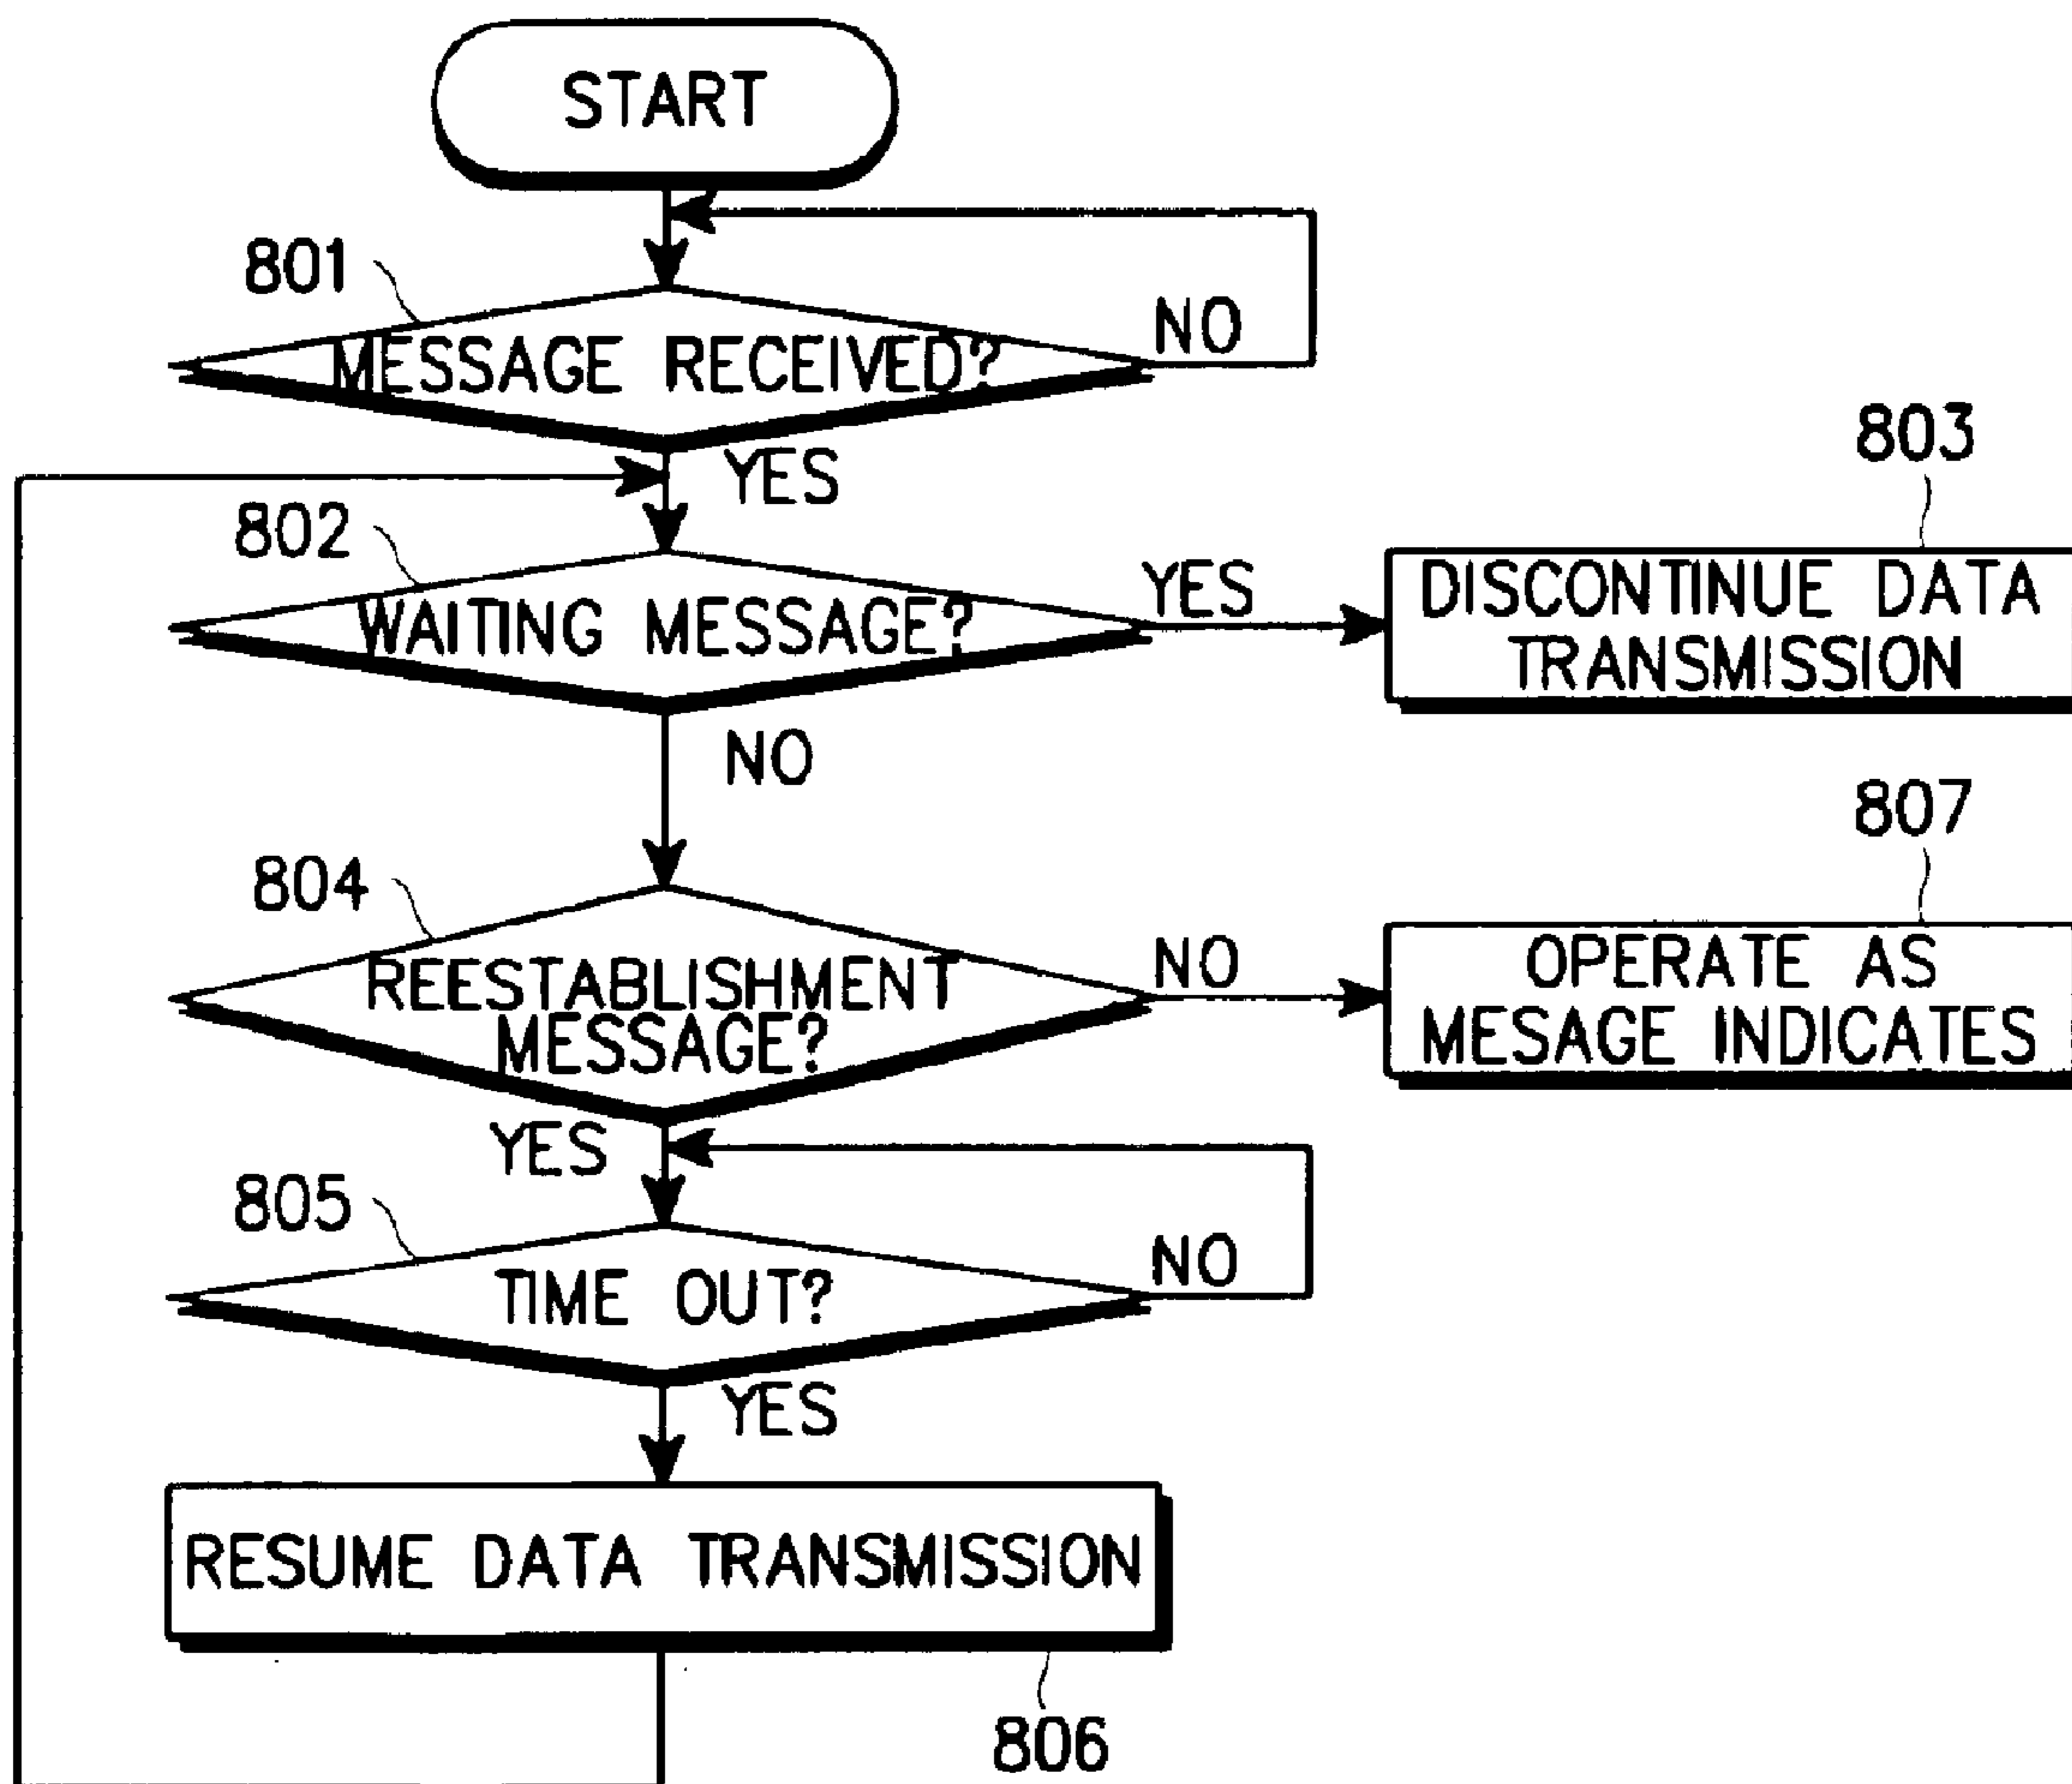 START
801
MESSAGE RECEIVED?
NO
YES
802
WAITING MESSAGE?
YES
803
DISCONTINUE DATA
TRANSMISSION
NO
804
REESTABLISHMENT
MESSAGE?
NO
807
OPERATE AS
MESAGE INDICATES
YES
805
TIME OUT?
NO
YES
RESUME DATA TRANSMISSION
806